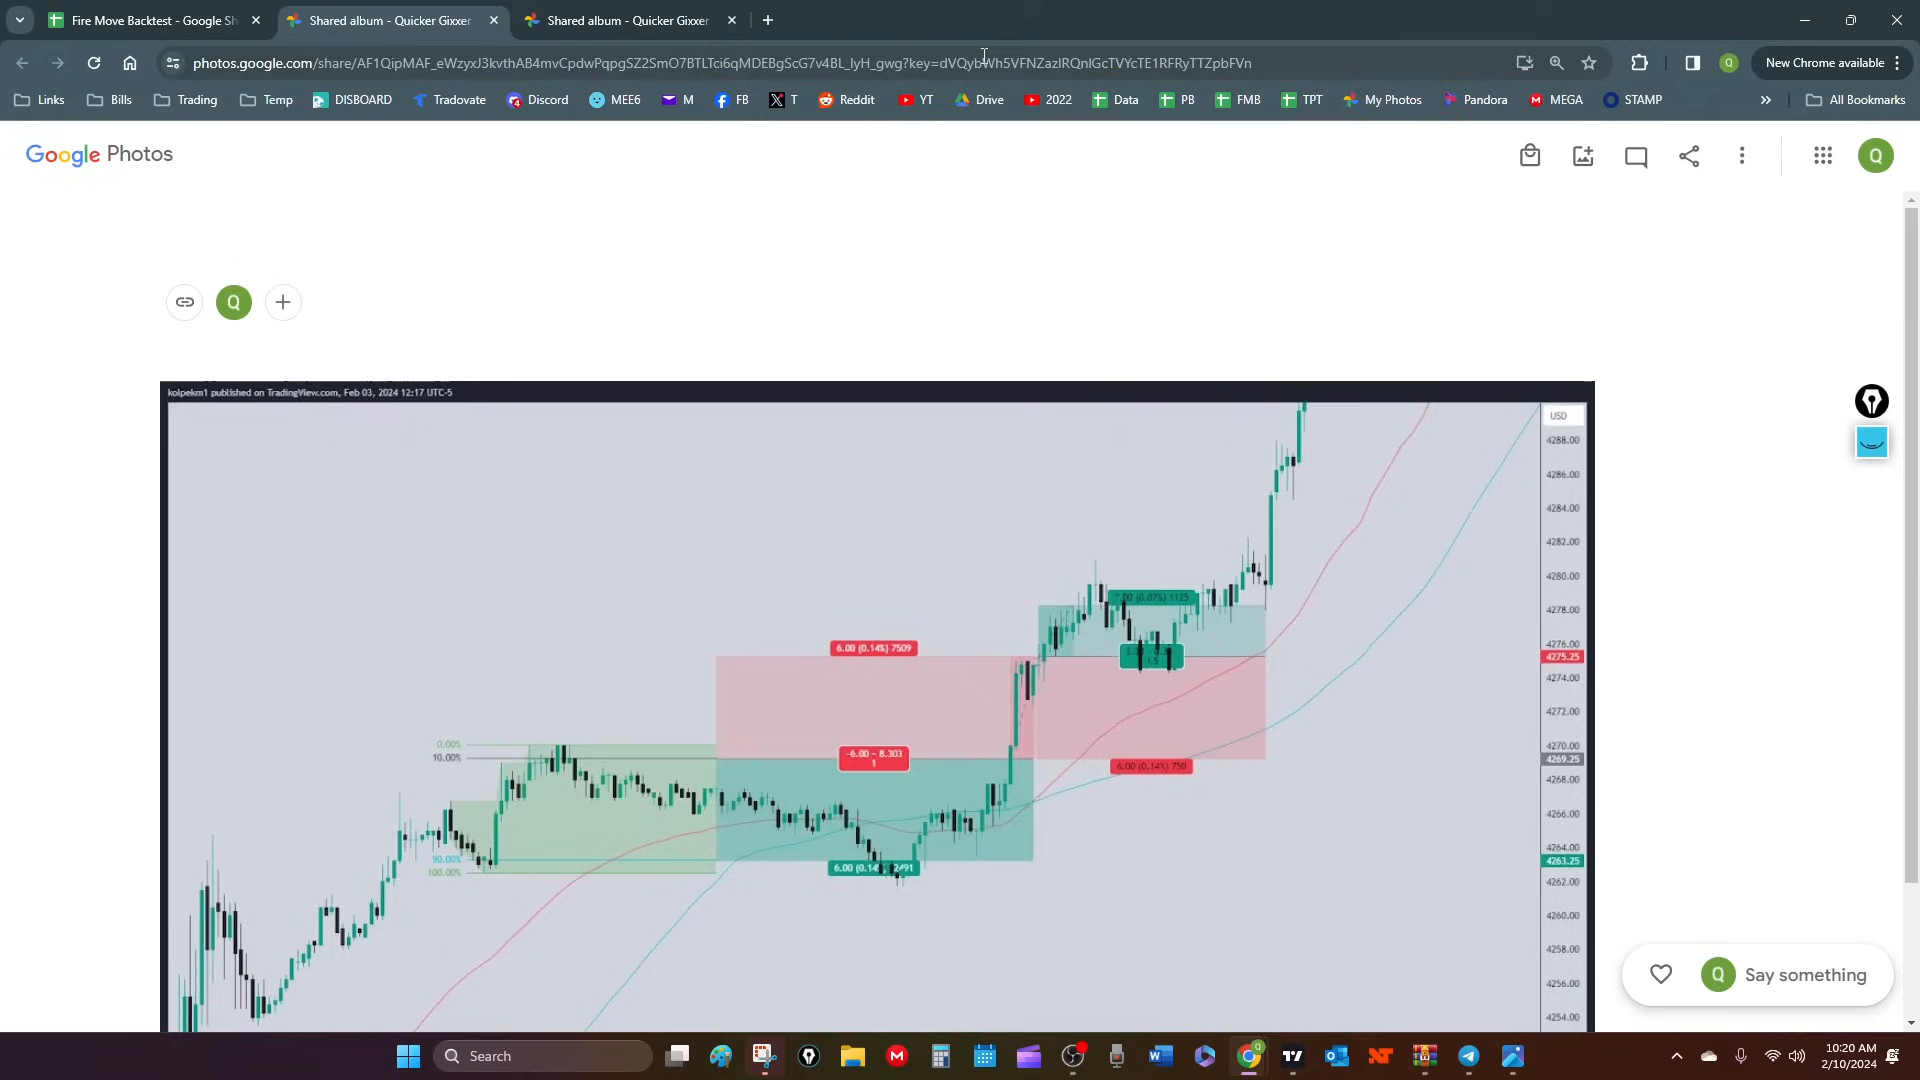 Fire Move Backtest - Google Sh
Shared album - Quicker Gixxer
Shared album - Quicker Gixxer
photos.google.com/share/AF1QipMAF_eWzyxJ3kvthAB4mvCpdwPqpgSZ2SmO7BTLTci6qMDEBgScG7v4BL_lyH_gwg?key=
New Chrome available
Links
Bills
Trading
Temp
DISBOARD
Tradovate
Discord
MEE6
M
FB
T
Reddit
YT
Drive
2022
Data
PB
FMB
TPT
My Photos
Pandora
MEGA
STAMP
All Bookmarks
Google Photos
Q
Q
kolpekm1 published on TradingView.com, Feb 03, 2024 12:17 UTC-5
USD
4288.00
4286.00
4284.00
4282.00
4280.00
4278.00
4276.00
4275.25
4274.00
4272.00
4270.00
4269.25
4268.00
4266.00
4264.00
4263.25
4262.00
4260.00
4258.00
4256.00
4254.00
(0.07%) 1125
6.00 (0.14%) 7509
6.00 (0.14%) 750
0.00%
10.00%
−6.00 ~ 8.303
1
90.00%
100.00%
6.00
Q
Say something
Search
10:20 AM
2/10/2024